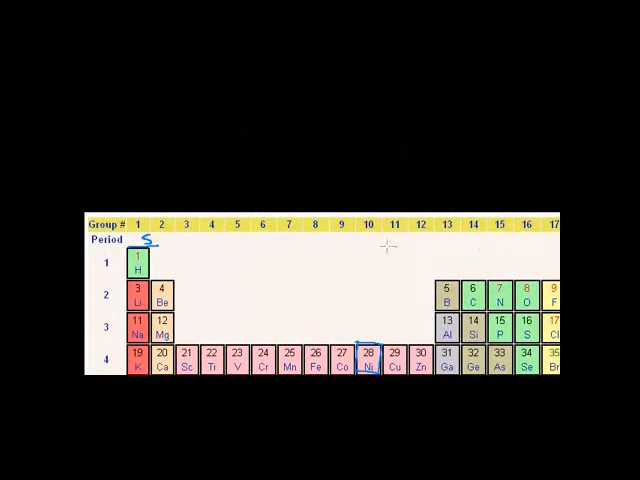 Group # 1 2 3 4 5 6 7 8 9 10 11 12 13 14 15 16 17
Period S
1 1 H
2 3 Li 4 Be 5 B 6 C 7 N 8 O 9 F
3 11 Na 12 Mg 13 Al 14 Si 15 P 16 S 17 Cl
4 19 K 20 Ca 21 Sc 22 Ti 23 V 24 Cr 25 Mn 26 Fe 27 Co 28 Ni 29 Cu 30 Zn 31 Ga 32 Ge 33 As 34 Se 35 Br